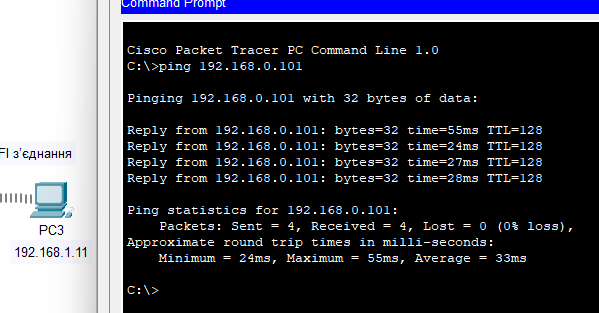 Command Prompt
Cisco Packet Tracer PC Command Line 1.0
C:\>ping 192.168.0.101
Pinging 192.168.0.101 with 32 bytes of data:
Reply from 192.168.0.101: bytes=32 time=55ms TTL=128
Reply from 192.168.0.101: bytes=32 time=24ms TTL=128
Reply from 192.168.0.101: bytes=32 time=27ms TTL=128
Reply from 192.168.0.101: bytes=32 time=28ms TTL=128
Ping statistics for 192.168.0.101:
Packets: Sent = 4, Received = 4, Lost = 0 (0% loss),
Approximate round trip times in milli-seconds:
Minimum = 24ms, Maximum = 55ms, Average = 33ms
C:\>
FI з'єднання
PC3
192.168.1.11